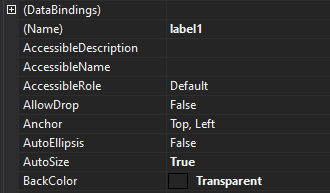 (DataBindings)
(Name) label1
AccessibleDescription
AccessibleName
AccessibleRole Default
AllowDrop False
Anchor Top, Left
AutoEllipsis False
AutoSize True
BackColor Transparent